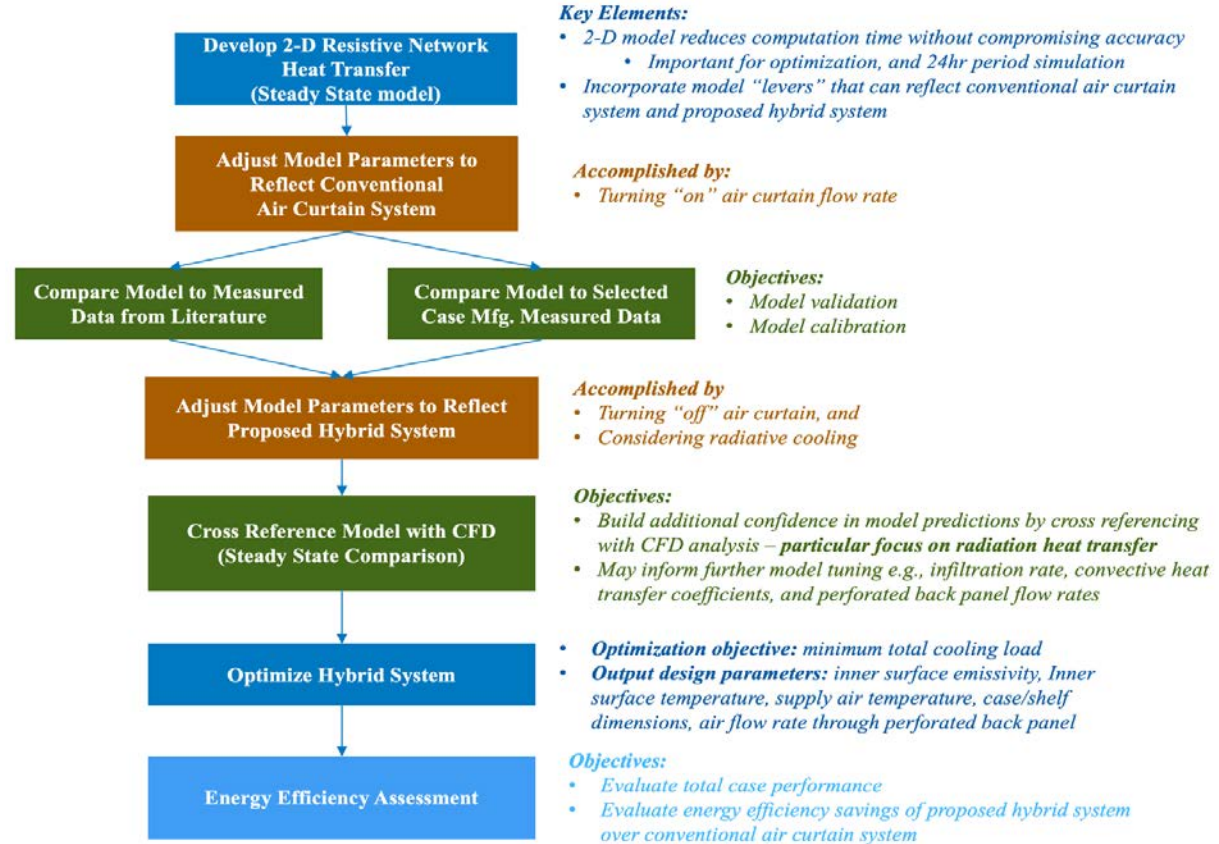 Develop 2-D Resistive Network
Heat Transfer
(Steady State model)
Key Elements:
• 2-D model reduces computation time without compromising accuracy
• Important for optimization, and 24hr period simulation
• Incorporate model “levers” that can reflect conventional air curtain
system and proposed hybrid system
Adjust Model Parameters to
Reflect Conventional
Air Curtain System
Accomplished by:
• Turning “on” air curtain flow rate
Compare Model to Measured
Data from Literature
Compare Model to Selected
Case Mfg. Measured Data
Objectives:
• Model validation
• Model calibration
Adjust Model Parameters to Reflect
Proposed Hybrid System
Accomplished by
• Turning “off” air curtain, and
• Considering radiative cooling
Cross Reference Model with CFD
(Steady State Comparison)
Objectives:
• Build additional confidence in model predictions by cross referencing
with CFD analysis – particular focus on radiation heat transfer
• May inform further model tuning e.g., infiltration rate, convective heat
transfer coefficients, and perforated back panel flow rates
Optimize Hybrid System
• Optimization objective: minimum total cooling load
• Output design parameters: inner surface emissivity, Inner
surface temperature, supply air temperature, case/shelf
dimensions, air flow rate through perforated back panel
Energy Efficiency Assessment
Objectives:
• Evaluate total case performance
• Evaluate energy efficiency savings of proposed hybrid system
over conventional air curtain system